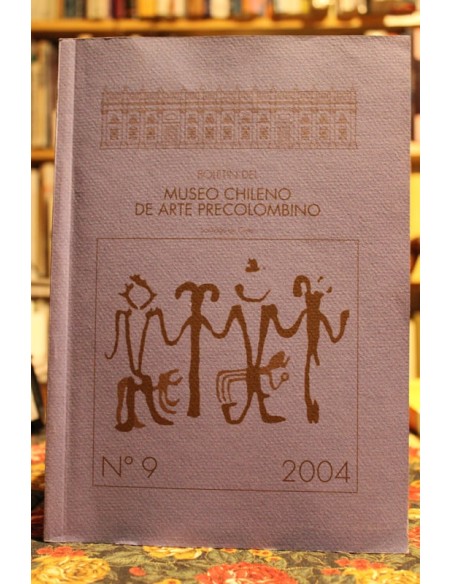 BOLETÍN DEL
MUSEO CHILENO
DE ARTE PRECOLOMBINO
Nº 9
2004